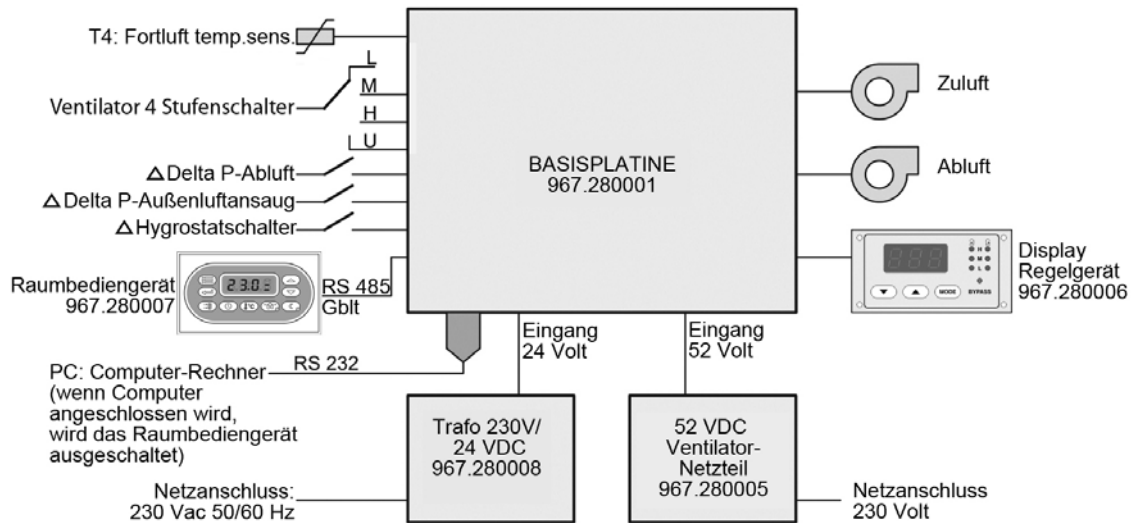 T4: Fortluft temp.sens.
L
M
Ventilator 4 Stufenschalter
H
U
△Delta P-Abluft
△Delta P-Außenluftansaug
△Hygrostatschalter
BASISPLATINE
967.280001
Zuluft
Abluft
Raumbediengerät
967.280007
23.0
RS 485
Gblt
H
M
L
MODE
BYPASS
Display
Regelgerät
967.280006
Eingang
24 Volt
Eingang
52 Volt
RS 232
PC: Computer-Rechner
(wenn Computer
angeschlossen wird,
wird das Raumbediengerät
ausgeschaltet)
Trafo 230V/
24 VDC
967.280008
52 VDC
Ventilator-
Netzteil
967.280005
Netzanschluss:
230 Vac 50/60 Hz
Netzanschluss
230 Volt